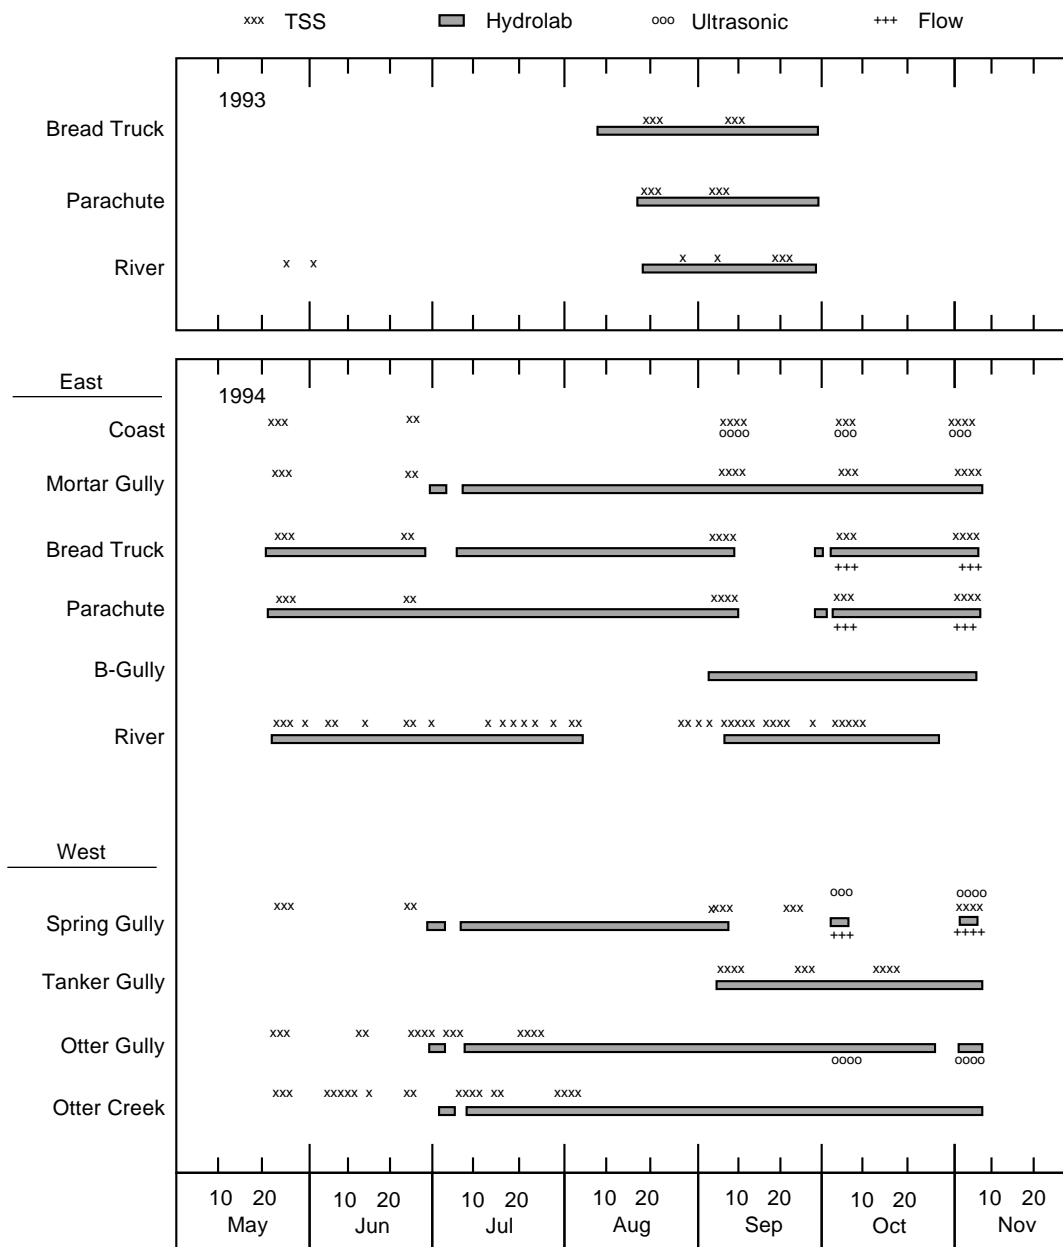 xxx TSS Hydrolab ooo Ultrasonic +++ Flow
1993
xxx xxx
Bread Truck
xxx xxx
Parachute
x x xxx
River x x
East
1994
xxx xx xxxx xxx xxxx
Coast oooo ooo ooo
xxx xx xxxx xxx xxxx
Mortar Gully
xxx xx xxxx xxx xxxx
Bread Truck
+++ +++
xxx xx xxxx xxx xxxx
Parachute
+++ +++
B-Gully
xxx x xx x xx x x x x x x x xx xx x x xxxxxx xxxx x xxxxx
River
West
ooo oooo
xxx xx xxxx xxx xxxx
Spring Gully
+++ ++++
xxxx xxx xxxx
Tanker Gully
xxx xx xxxx xxx xxxx
Otter Gully
oooo oooo
xxx xxxxxx x xx xxxx xx xxxx
Otter Creek
10 20 10 20 10 20 10 20 10 20 10 20 10 20
May Jun Jul Aug Sep Oct Nov